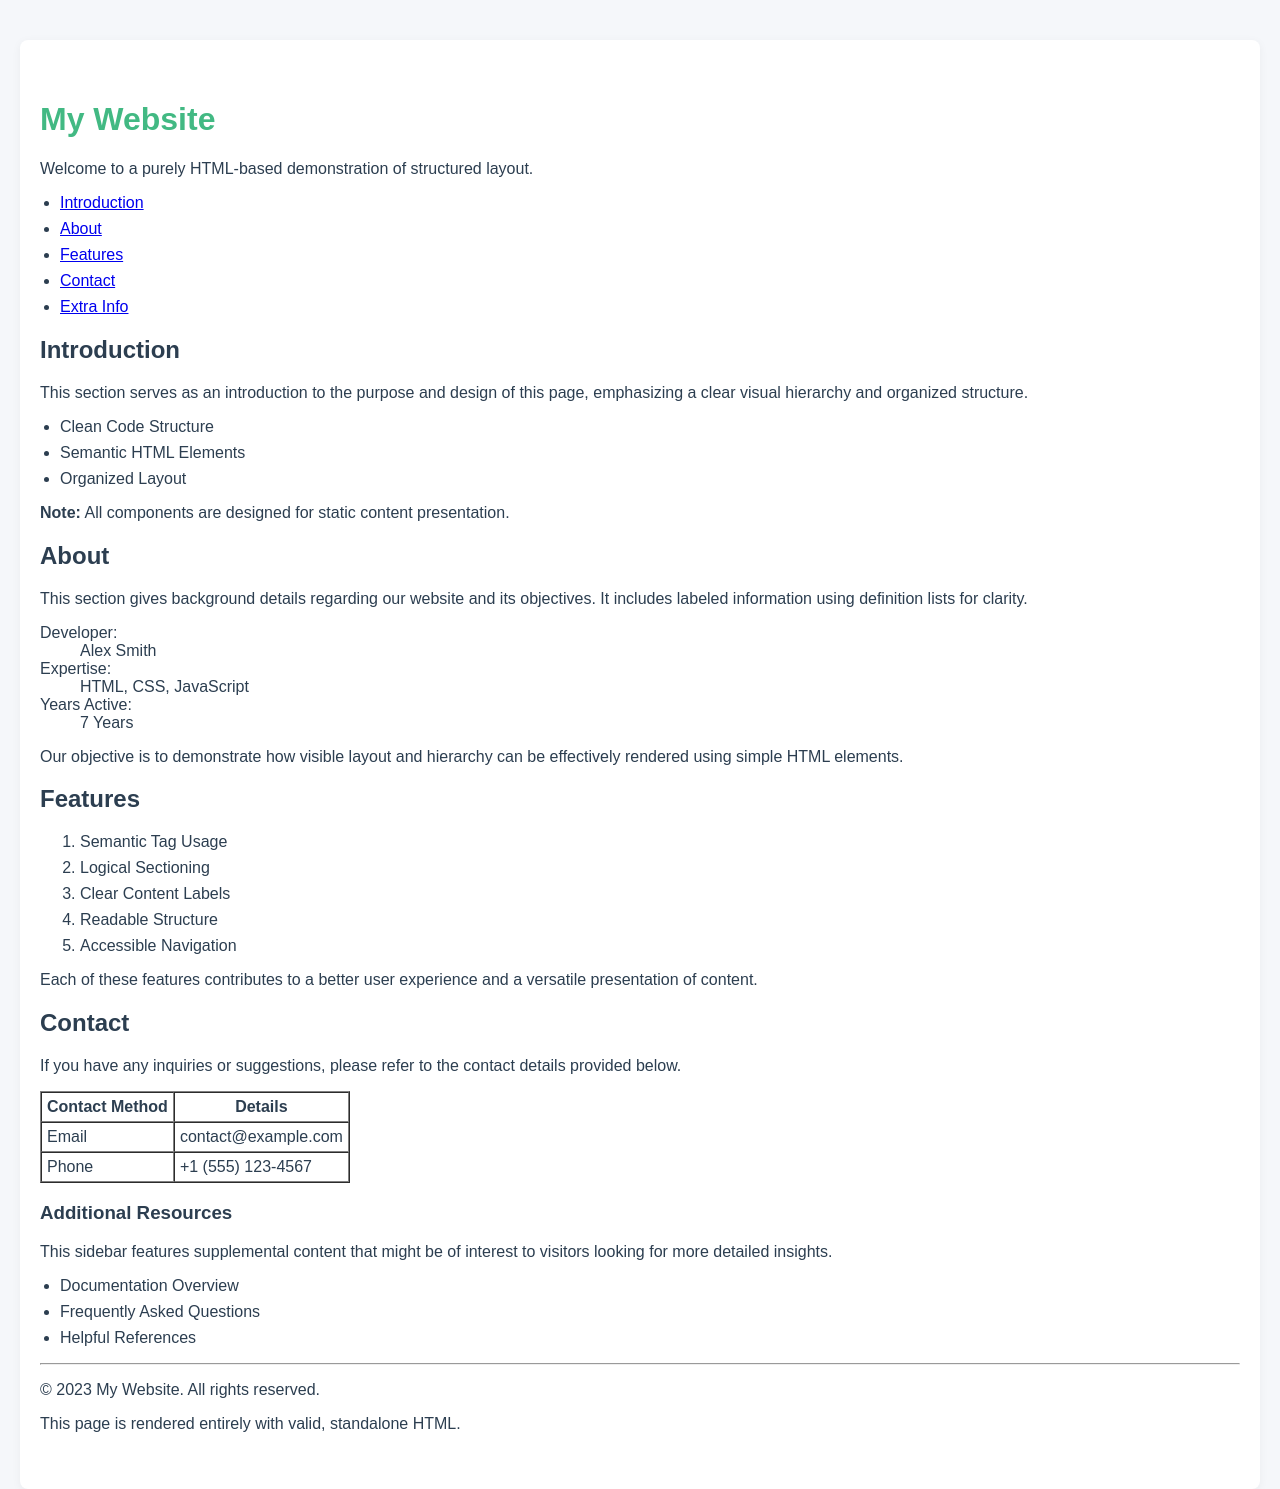 My Website
Welcome to a purely HTML-based demonstration of structured layout.
Introduction
About
Features
Contact
Extra Info
Introduction
This section serves as an introduction to the purpose and design of this page, emphasizing a clear visual hierarchy and organized structure.
Clean Code Structure
Semantic HTML Elements
Organized Layout
Note: All components are designed for static content presentation.
About
This section gives background details regarding our website and its objectives. It includes labeled information using definition lists for clarity.
Developer:
Alex Smith
Expertise:
HTML, CSS, JavaScript
Years Active:
7 Years
Our objective is to demonstrate how visible layout and hierarchy can be effectively rendered using simple HTML elements.
Features
1. Semantic Tag Usage
2. Logical Sectioning
3. Clear Content Labels
4. Readable Structure
5. Accessible Navigation
Each of these features contributes to a better user experience and a versatile presentation of content.
Contact
If you have any inquiries or suggestions, please refer to the contact details provided below.
Contact Method Details
Email contact@example.com
Phone +1 (555) 123-4567
Additional Resources
This sidebar features supplemental content that might be of interest to visitors looking for more detailed insights.
Documentation Overview
Frequently Asked Questions
Helpful References
© 2023 My Website. All rights reserved.
This page is rendered entirely with valid, standalone HTML.